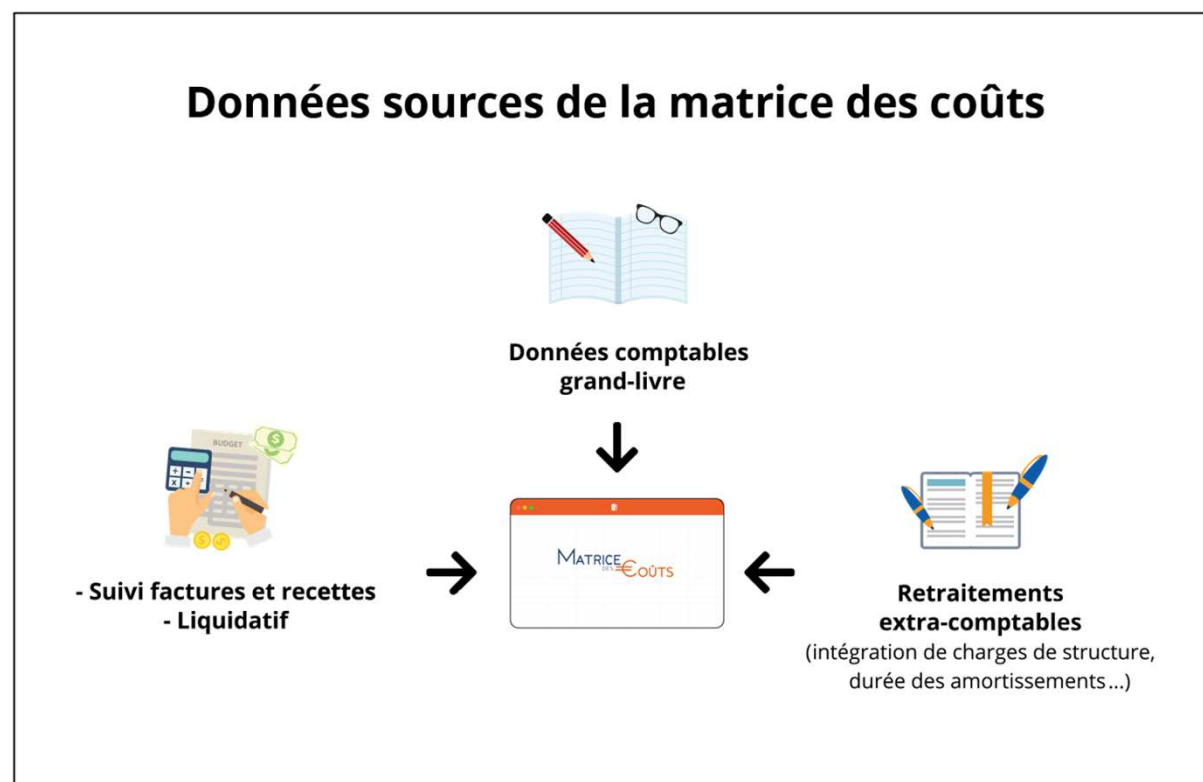 Données sources de la matrice des coûts
Données comptables
grand-livre
BUDGET
- Suivi factures et recettes
- Liquidatif
MATRICE
DES COÛTS
Retraitements
extra-comptables
(intégration de charges de structure,
durée des amortissements...)